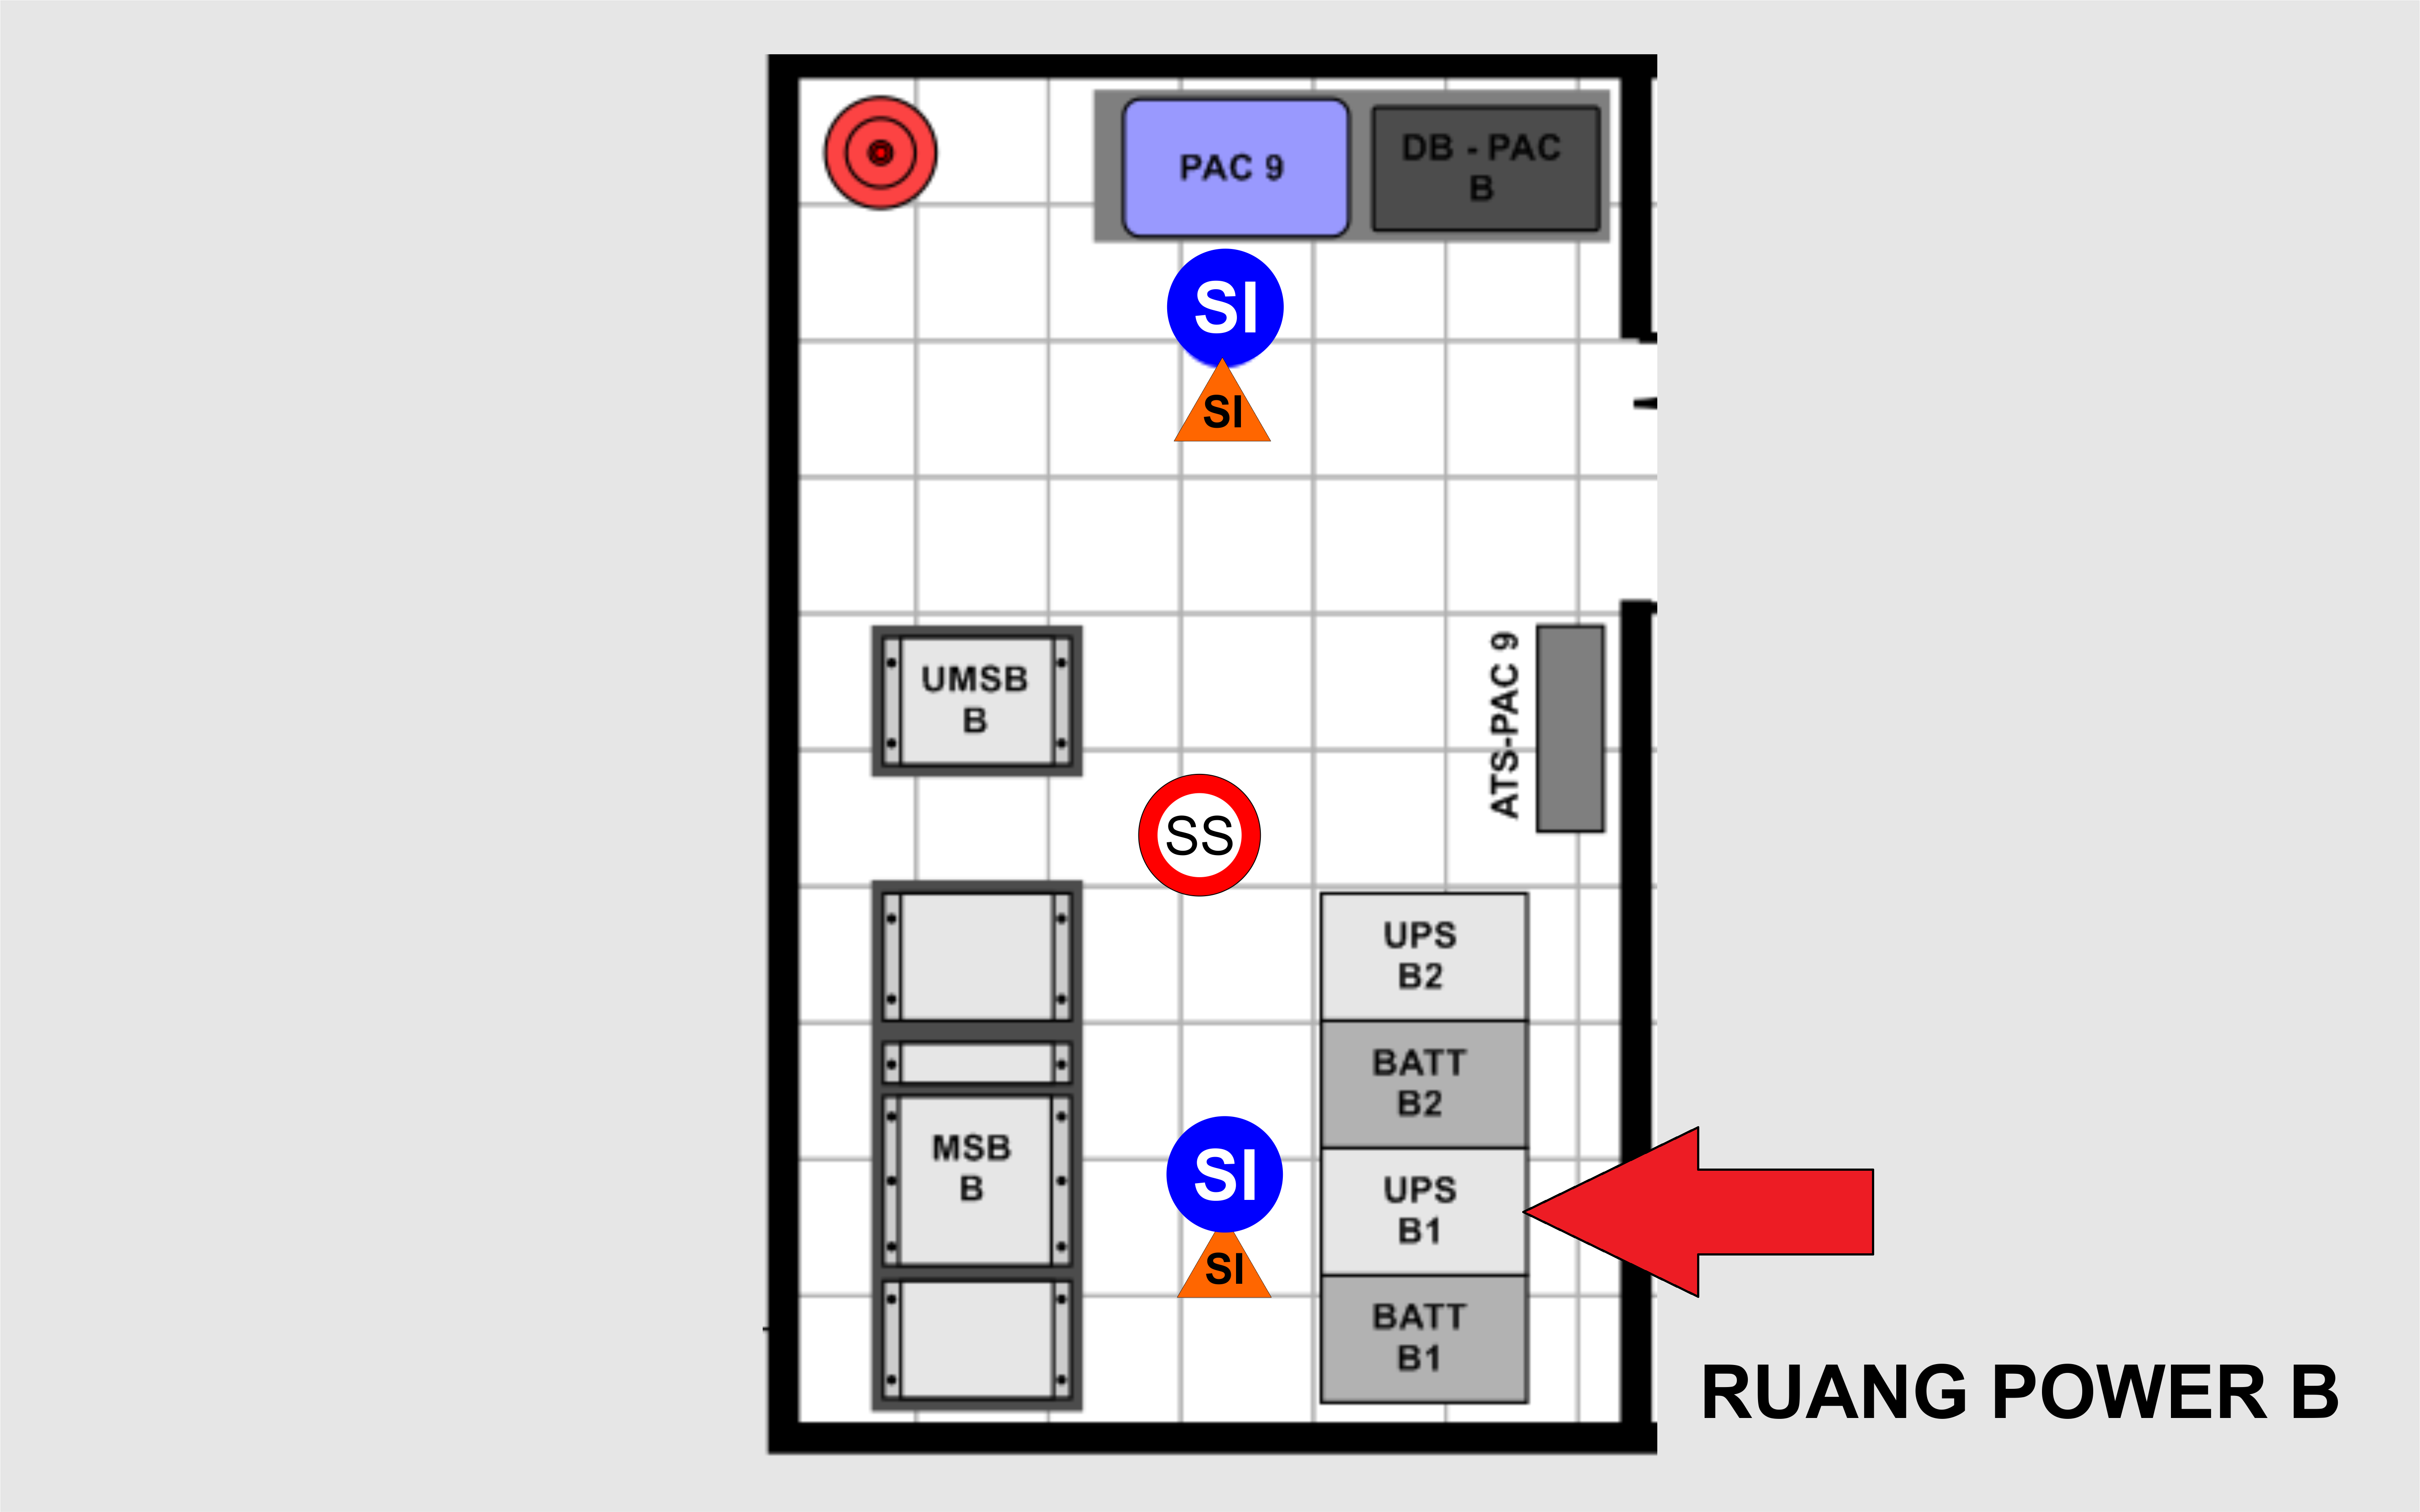 PAC 9
DB - PAC
B
SI
SI
UMSB
B
ATS-PAC 9
SS
UPS
B2
BATT
B2
MSB
B
SI
SI
UPS
B1
BATT
B1
RUANG POWER B